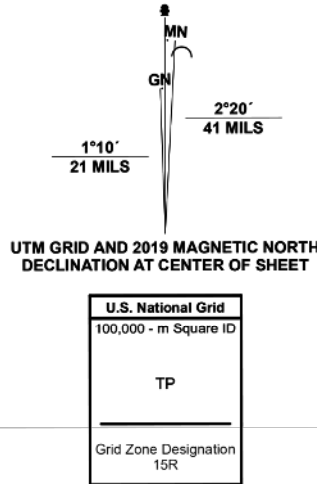 MN
GN
2°20´
41 MILS
1°10´
21 MILS
UTM GRID AND 2019 MAGNETIC NORTH
DECLINATION AT CENTER OF SHEET
U.S. National Grid
100,000 - m Square ID
TP
Grid Zone Designation
15R